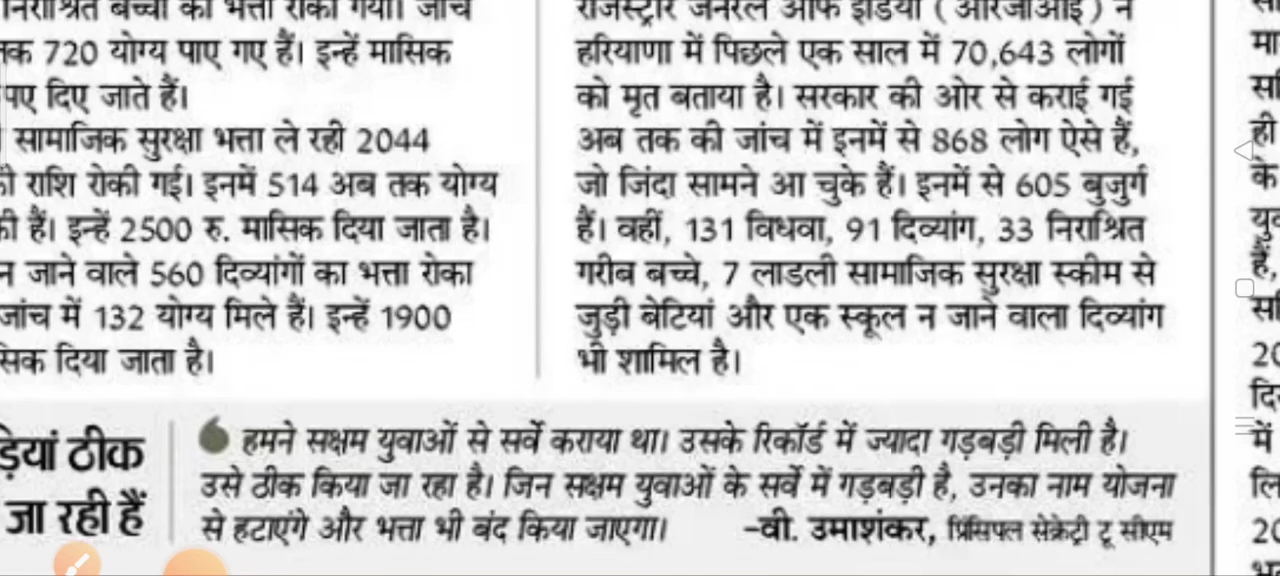 निराश्रित बच्चों का भत्ता रोका गया। जांच
तक 720 योग्य पाए गए हैं। इन्हें मासिक
पए दिए जाते हैं।
सामाजिक सुरक्षा भत्ता ले रही 2044
की राशि रोकी गई। इनमें 514 अब तक योग्य
की हैं। इन्हें 2500 रु. मासिक दिया जाता है।
न जाने वाले 560 दिव्यांगों का भत्ता रोका
जांच में 132 योग्य मिले हैं। इन्हें 1900
सिक दिया जाता है।
रजिस्ट्रार जनरल ऑफ इंडिया (आरजीआई) ने
हरियाणा में पिछले एक साल में 70,643 लोगों
को मृत बताया है। सरकार की ओर से कराई गई
अब तक की जांच में इनमें से 868 लोग ऐसे हैं,
जो जिंदा सामने आ चुके हैं। इनमें से 605 बुजुर्ग
हैं। वहीं, 131 विधवा, 91 दिव्यांग, 33 निराश्रित
गरीब बच्चे, 7 लाडली सामाजिक सुरक्षा स्कीम से
जुड़ी बेटियां और एक स्कूल न जाने वाला दिव्यांग
भी शामिल है।
ड़ियां ठीक
जा रही हैं
हमने सक्षम युवाओं से सर्वे कराया था। उसके रिकॉर्ड में ज्यादा गड़बड़ी मिली है।
उसे ठीक किया जा रहा है। जिन सक्षम युवाओं के सर्वे में गड़बड़ी है, उनका नाम योजना
से हटाएंगे और भत्ता भी बंद किया जाएगा। -वी. उमाशंकर, प्रिंसिपल सेक्रेट्री टू सीएम
ही
के
में
20